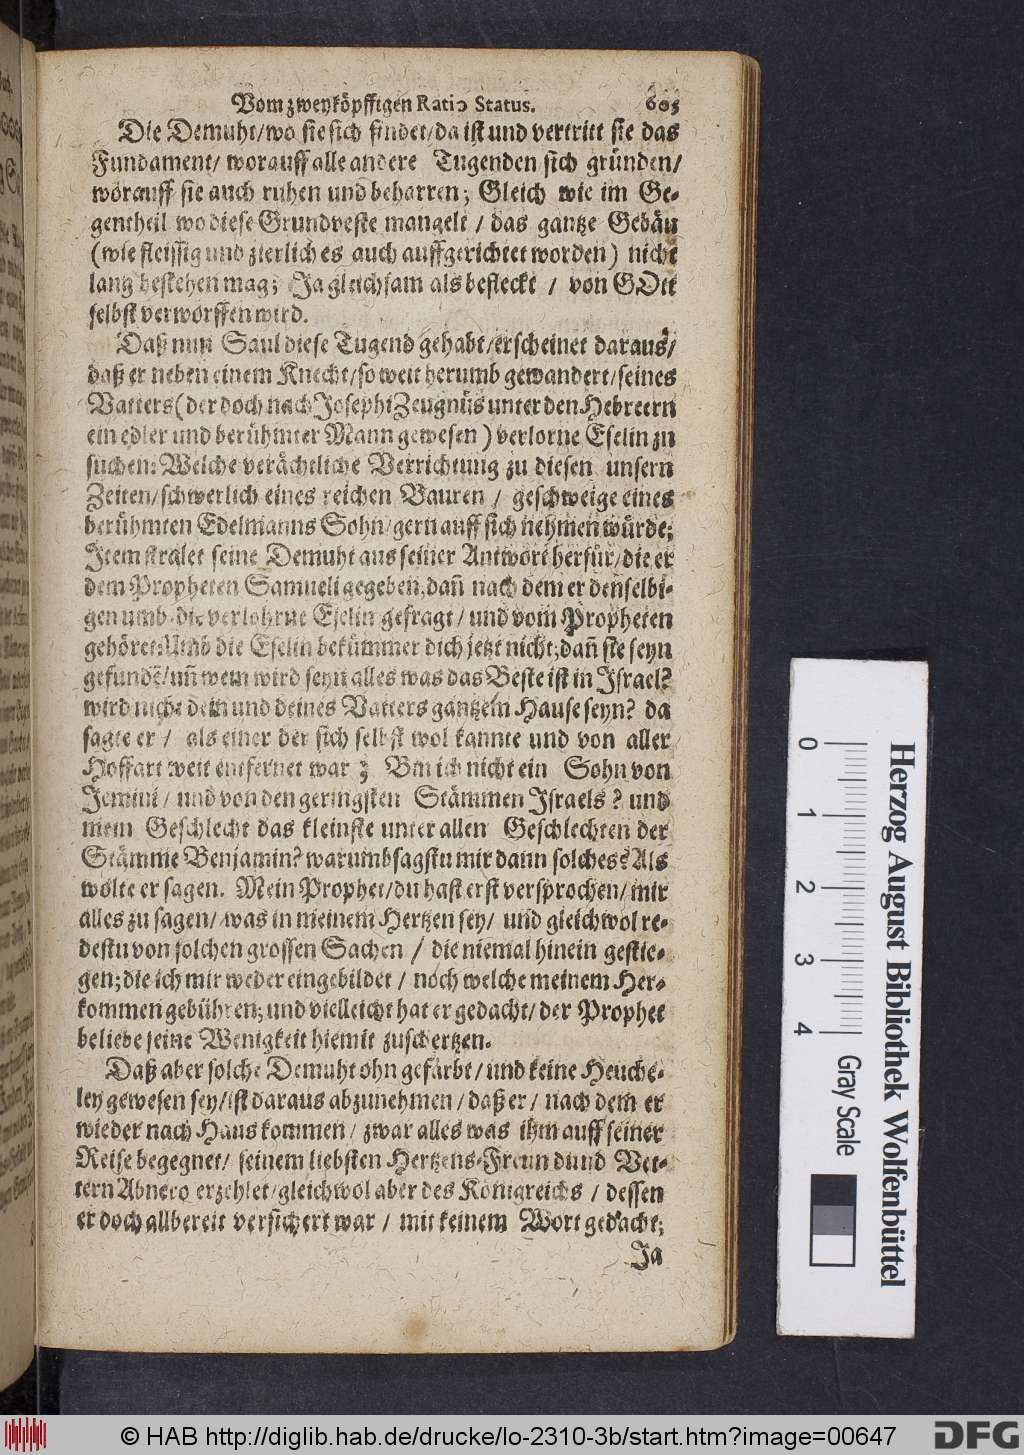 Vom zweyköpffigen Ratio Status. 605
Die Demuht/wo sie sich findet/da ist und vertritt sie das
Fundament/ worauff alle andere Tugenden sich gründen/
worauff sie auch ruhen und beharren; Gleich wie im Ge-
gentheil wo diese Grundveste mangelt / das gantze Gebäu
(wie fleissig und zierlich es auch auffgerichtet worden) nicht
lang bestehen mag; Ja gleichsam als befleckt / von GOtt
selbst verworffen wird.
Daß nun Saul diese Tugend gehabt/erscheinet daraus/
daß er neben einem Knecht/so weit herumb gewandert/seines
Vatters (der doch nach Josephi Zeugnüs unter den Hebreern
ein edler und berühmter Mann gewesen) verlorne Eselin zu
suchen: Welche verächtliche Verrichtung zu diesen unsern
Zeiten/schwerlich eines reichen Bauren / geschweige eines
berühmten Edelmanns Sohn/gern auff sich nehmen würde;
Item stralet seine Demuht aus seiner Antwort herfür/die er
dem Propheten Samueli gegeben, dañ nach dem er denselbi-
gen umb die verlohrne Eselin gefragt / und vom Propheten
gehöret: Umb die Eselin bekümmer dich jetzt nicht; dañ sie seyn
gefundē/uñ wem wird seyn alles was das Beste ist in Israel?
wird nicht dein und deines Vatters gantzem Hause seyn? da
sagte er / als einer der sich selbst wol kannte und von aller
Hoffart weit entfernet war; Bin ich nicht ein Sohn von
Jemini / und von den geringsten Stämmen Israels? und
mein Geschlecht das kleinste unter allen Geschlechten der
Stämme Benjamin? warumb sagstu mir dann solches? Als
wolte er sagen. Mein Prophet/du hast erst versprochen/mir
alles zu sagen/ was in meinem Hertzen sey/ und gleichwol re-
destu von solchen grossen Sachen / die niemal hinein gestie-
gen; die ich mir weder eingebildet / noch welche meinem Her-
kommen gebühren; und vielleicht hat er gedacht/ der Prophet
beliebe seine Wenigkeit hiemit zuschertzen.
Daß aber solche Demuht ohn gefärbt/und keine Heuche-
ley gewesen sey/ist daraus abzunehmen / daß er / nach dem er
wieder nach Haus kommen / zwar alles was ihm auff seiner
Reise begegnet/ seinem liebsten Hertzens-Freund und Vet-
tern Abnero erzehlet/gleichwol aber des Königreichs / dessen
er doch allbereit versichert war / mit keinem Wort gedacht;
Ja
0 1 2 3 4
Gray Scale
Herzog August Bibliothek Wolfenbüttel
© HAB http://diglib.hab.de/drucke/lo-2310-3b/start.htm?image=00647
DFG